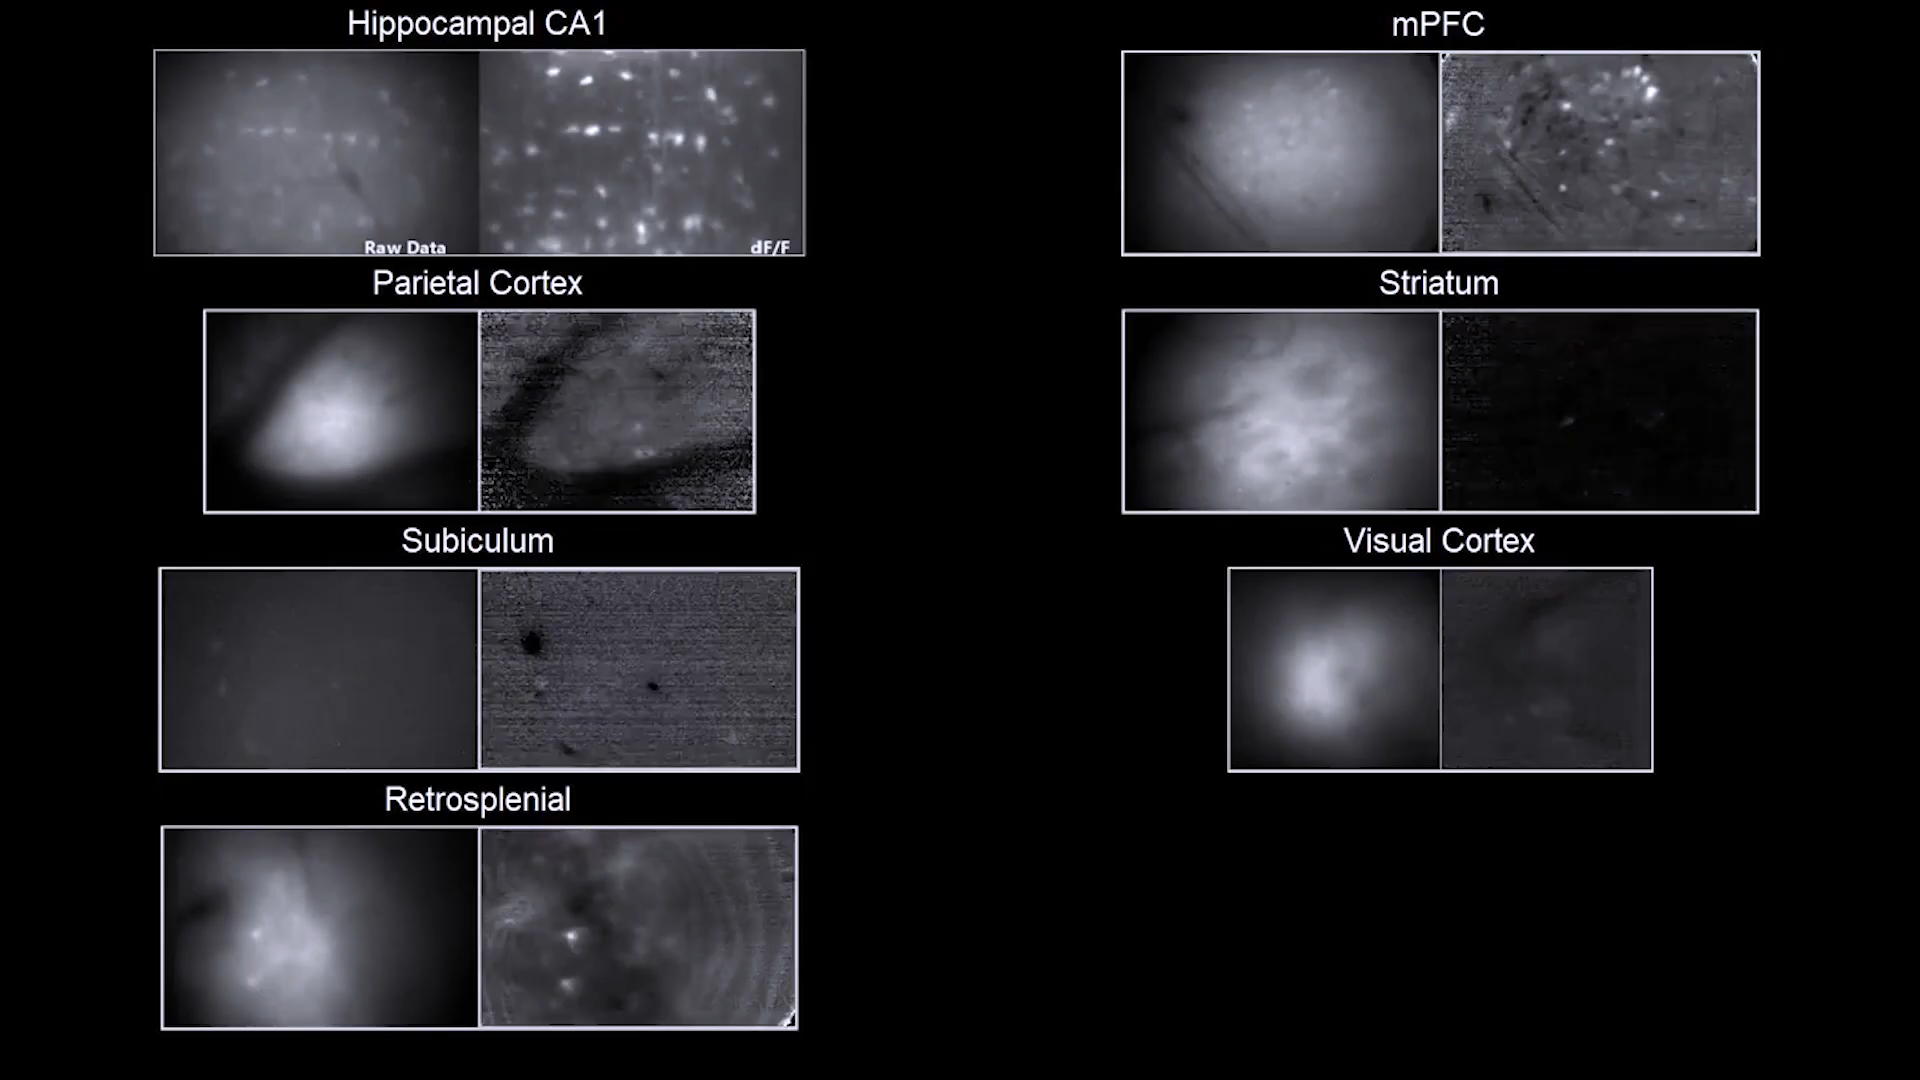 Hippocampal CA1
Raw Data
dF/F
Parietal Cortex
Subiculum
Retrosplenial
mPFC
Striatum
Visual Cortex